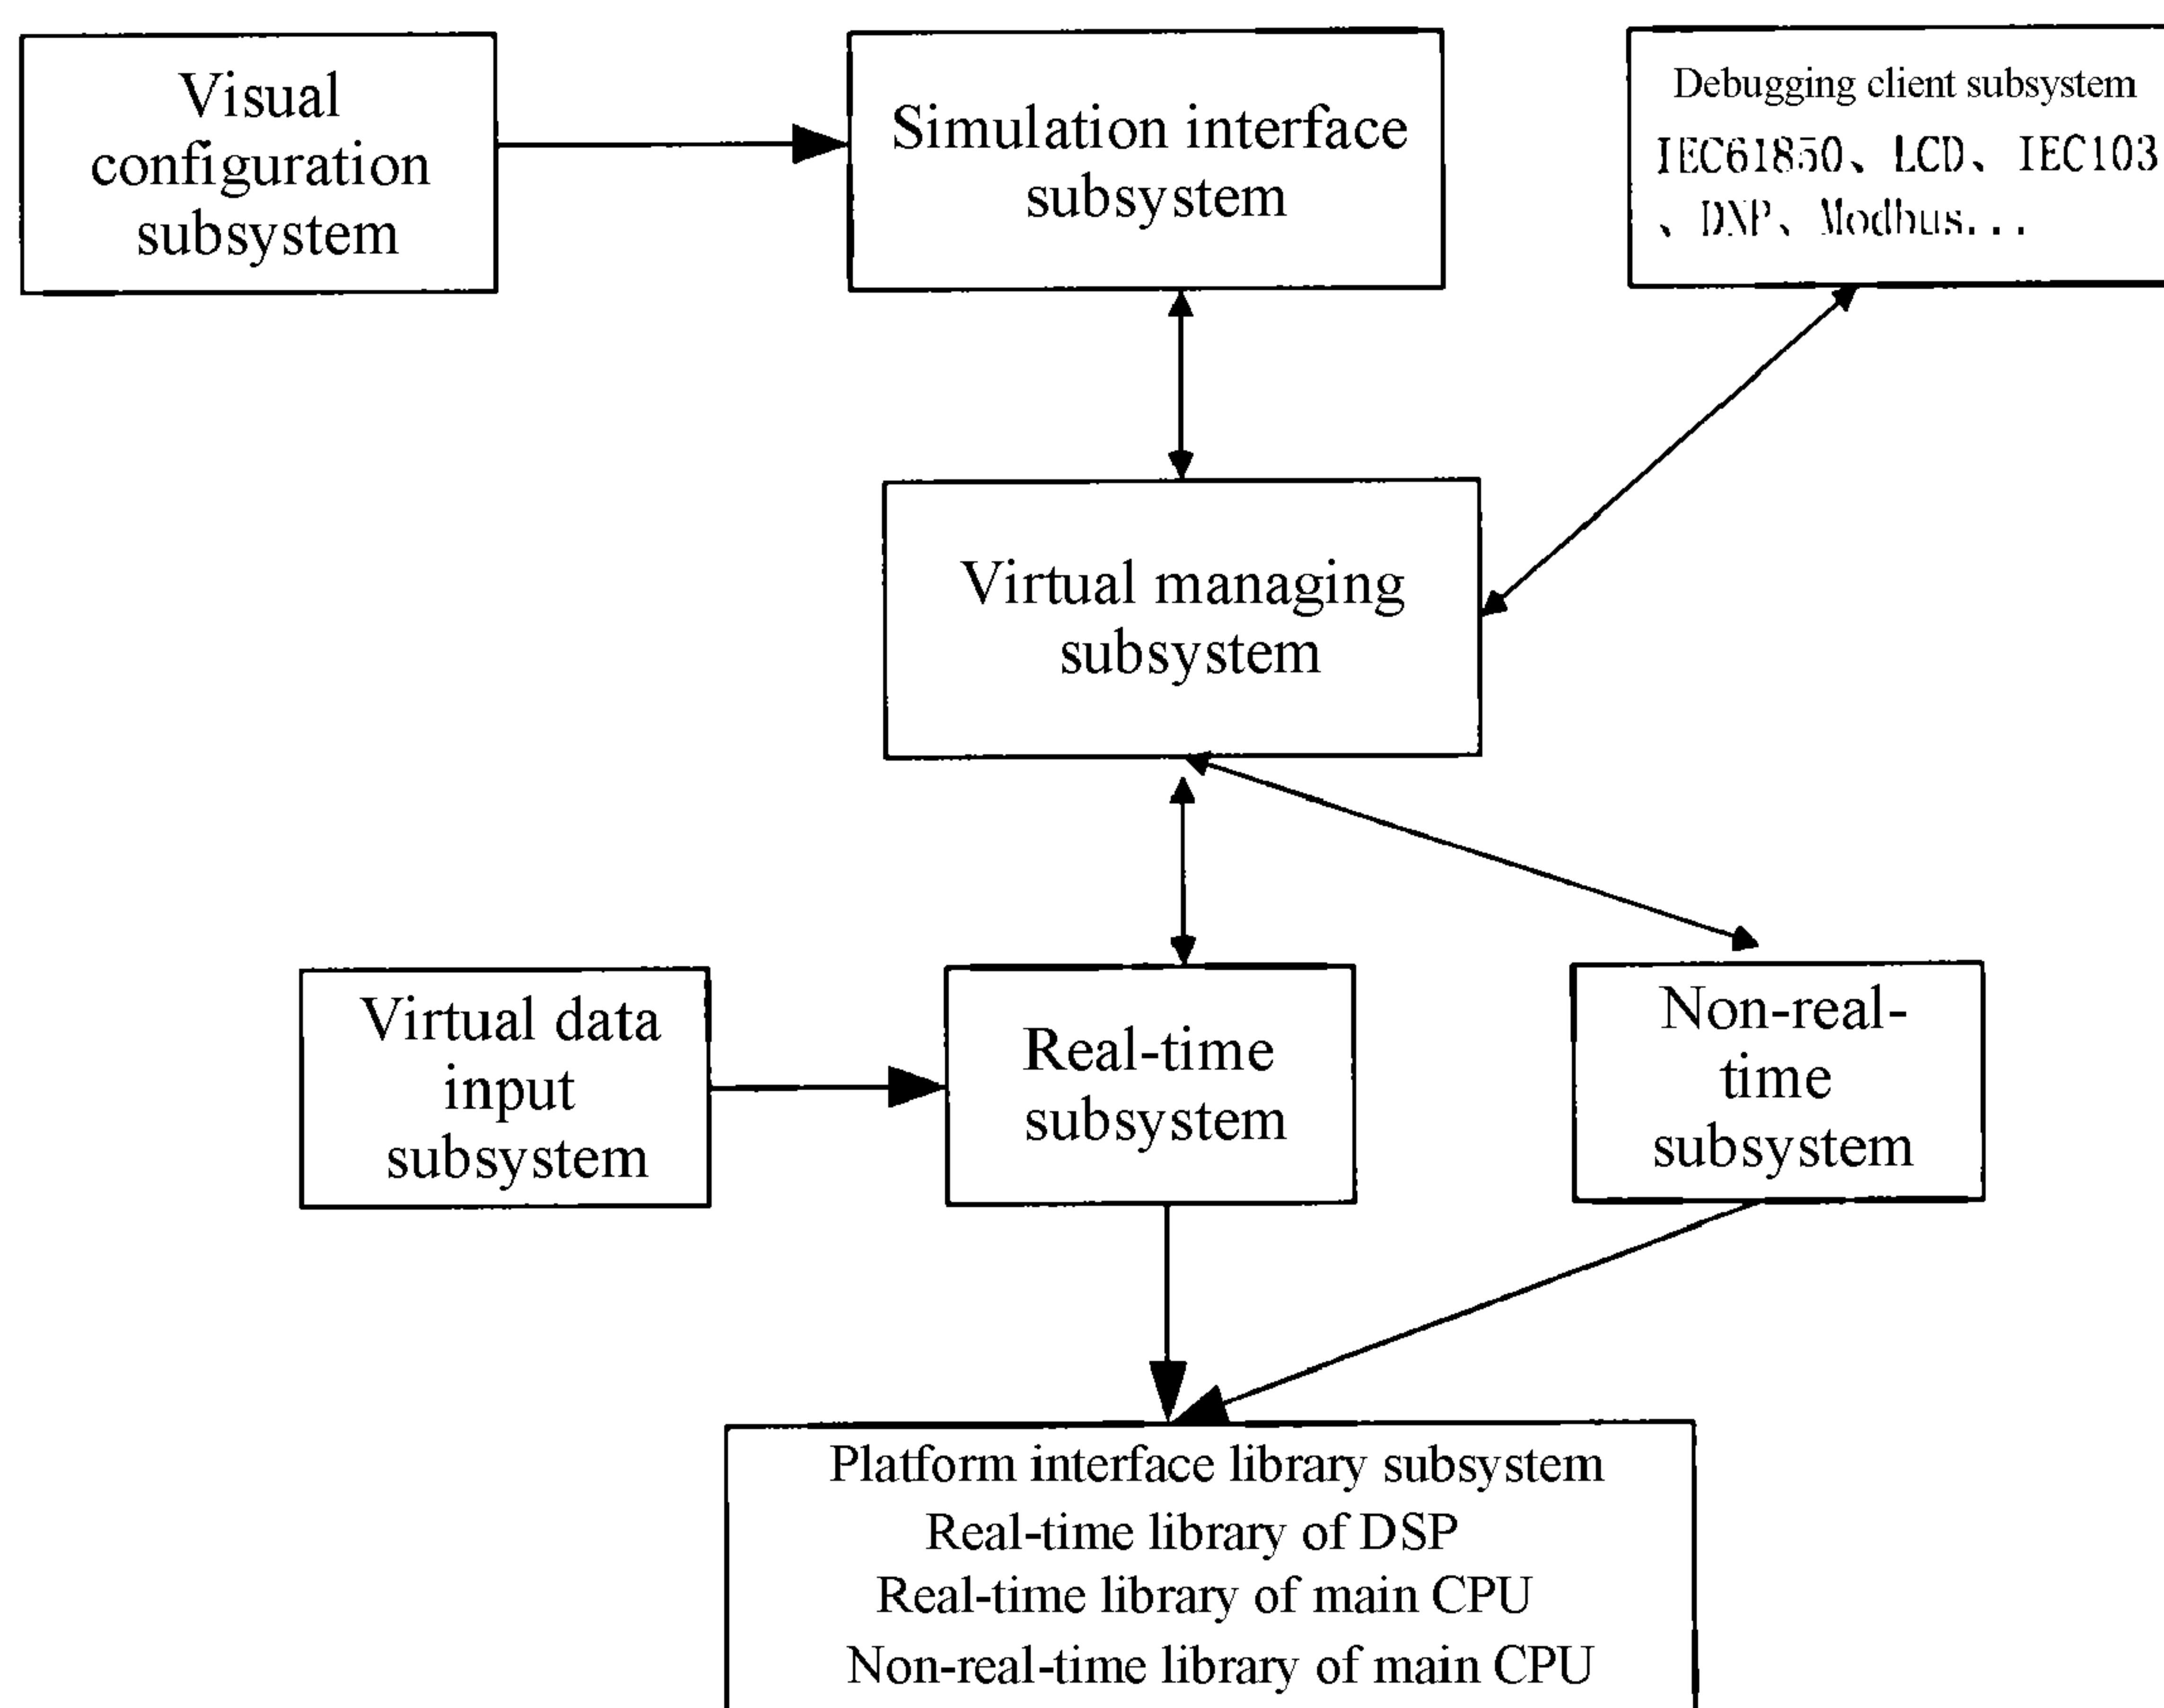 Visual
configuration
subsystem
Simulation interface
subsystem
Debugging client subsystem
IEC61850、LCD、IEC103
、DNP、Modbus...
Virtual managing
subsystem
Virtual data
input
subsystem
Real-time
subsystem
Non-real-
time
subsystem
Platform interface library subsystem
Real-time library of DSP
Real-time library of main CPU
Non-real-time library of main CPU